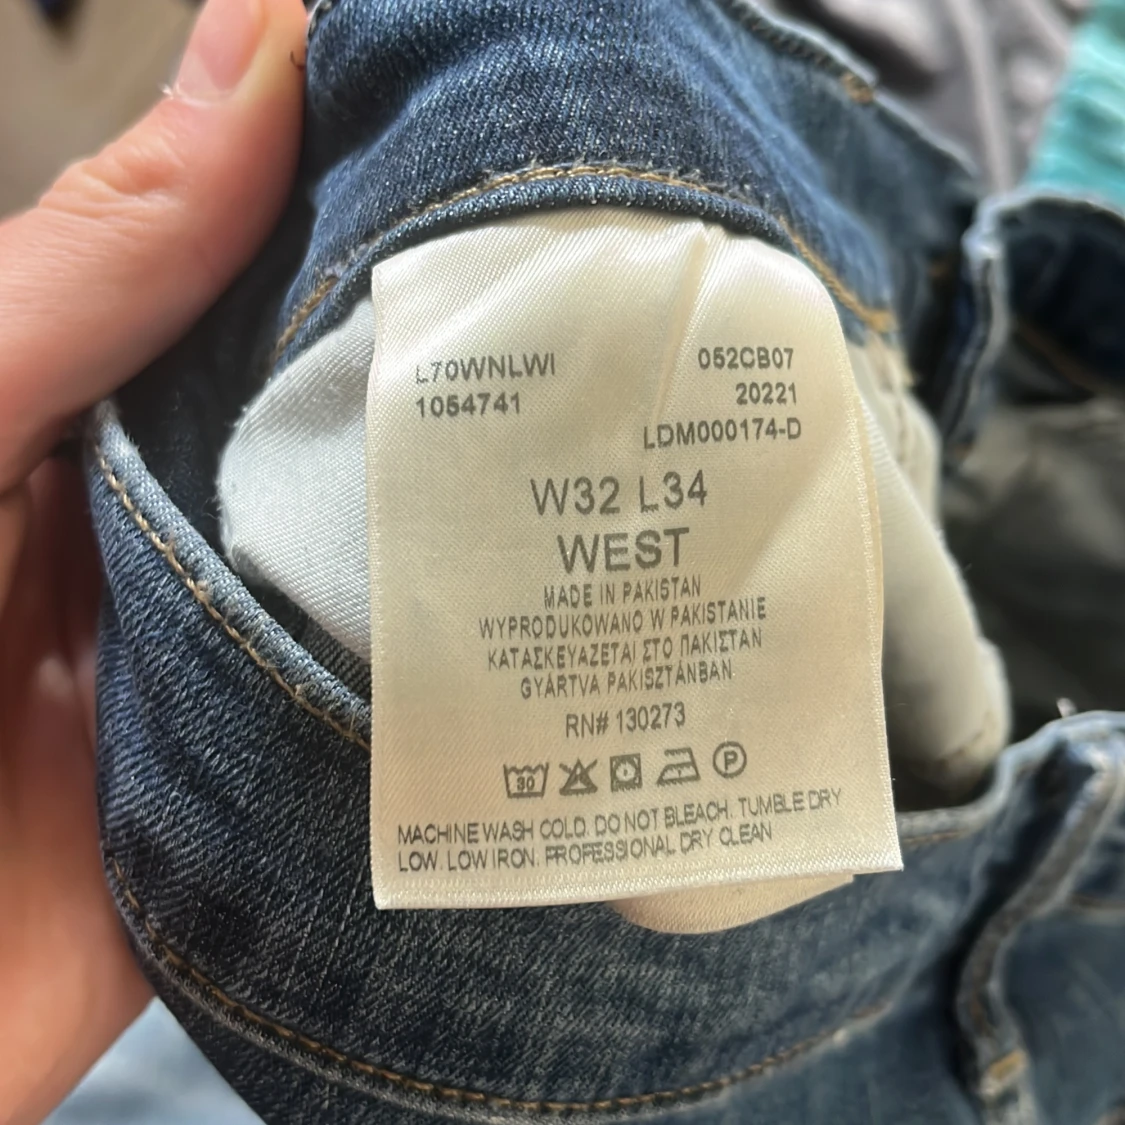 L70WNLWI 052CB07
1054741 20221
LDM000174-D
W32 L34
WEST
MADE IN PAKISTAN
WYPRODUKOWANO W PAKISTANIE
ΚΑΤΑΣΚΕΥΑΖΕΤΑΙ ΣΤΟ ΠΑΚΙΣΤΑΝ
GYÁRTVA PAKISZTÁNBAN
RN# 130273
30 P
MACHINE WASH COLD. DO NOT BLEACH. TUMBLE DRY
LOW. LOW IRON. PROFESSIONAL DRY CLEAN